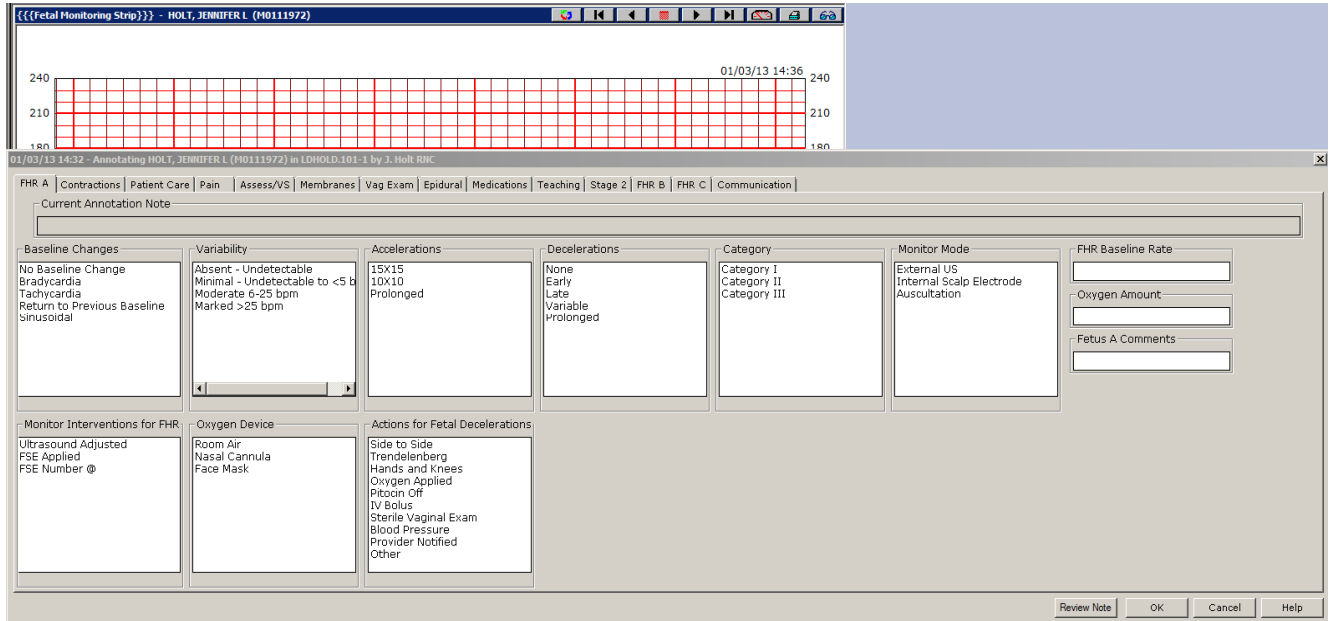 {{{Fetal Monitoring Strip}}} - HOLT, JENNIFER L (M0111972)
01/03/13 14:36
240 240
210
180 180
01/03/13 14:32 - Annotating HOLT, JENNIFER L (M0111972) in LDHOLD.101-1 by J. Holt RNC
FHR A Contractions Patient Care Pain Assess/VS Membranes Vag Exam Epidural Medications Teaching Stage 2 FHR B FHR C Communication
Current Annotation Note
Baseline Changes
No Baseline Change
Bradycardia
Tachycardia
Return to Previous Baseline
Sinusoidal
Variability
Absent - Undetectable
Minimal - Undetectable to <5 b
Moderate 6-25 bpm
Marked >25 bpm
Accelerations
15X15
10X10
Prolonged
Decelerations
None
Early
Late
Variable
Prolonged
Category
Category I
Category II
Category III
Monitor Mode
External US
Internal Scalp Electrode
Auscultation
FHR Baseline Rate
Oxygen Amount
Fetus A Comments
Monitor Interventions for FHR
Ultrasound Adjusted
FSE Applied
FSE Number @
Oxygen Device
Room Air
Nasal Cannula
Face Mask
Actions for Fetal Decelerations
Side to Side
Trendelenberg
Hands and Knees
Oxygen Applied
Pitocin Off
IV Bolus
Sterile Vaginal Exam
Blood Pressure
Provider Notified
Other
Review Note OK Cancel Help